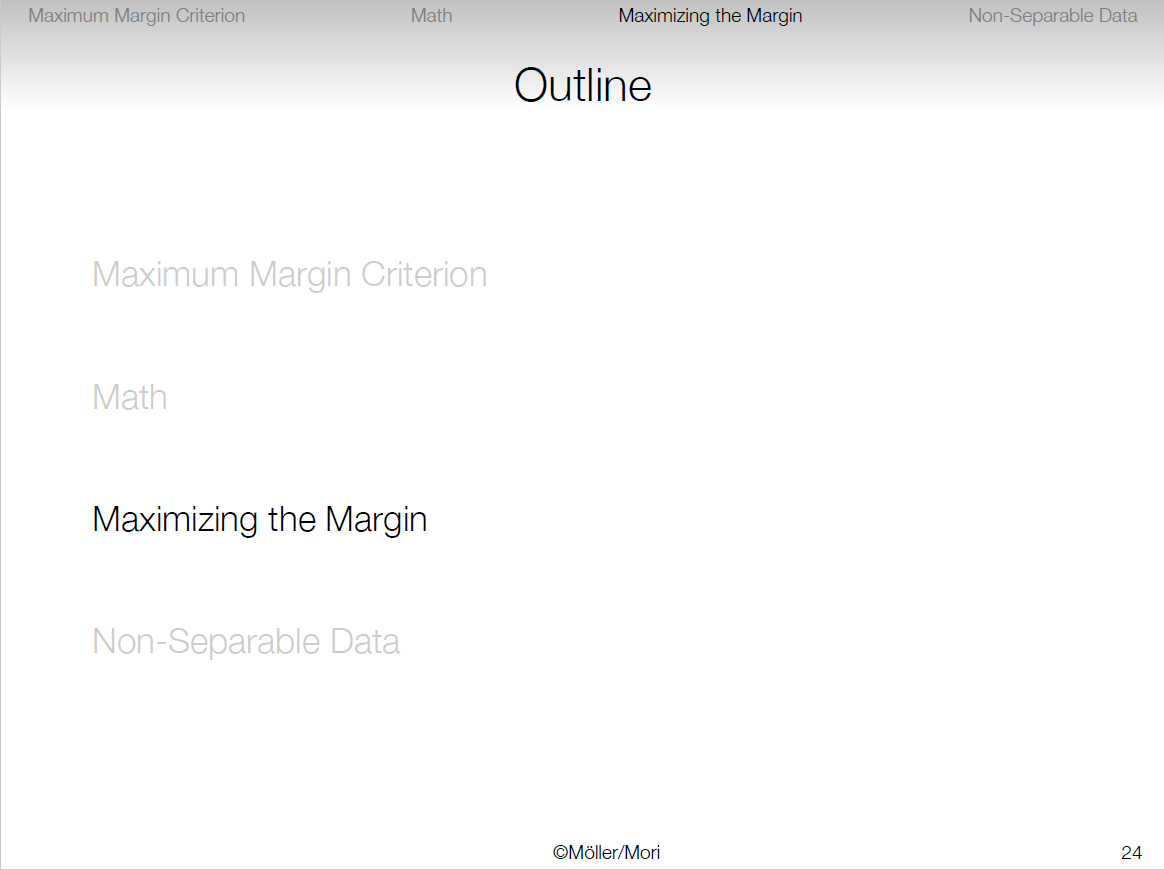 Maximum Margin Criterion Math Maximizing the Margin Non-Separable Data
Outline
Maximum Margin Criterion
Math
Maximizing the Margin
Non-Separable Data
©Möller/Mori 24